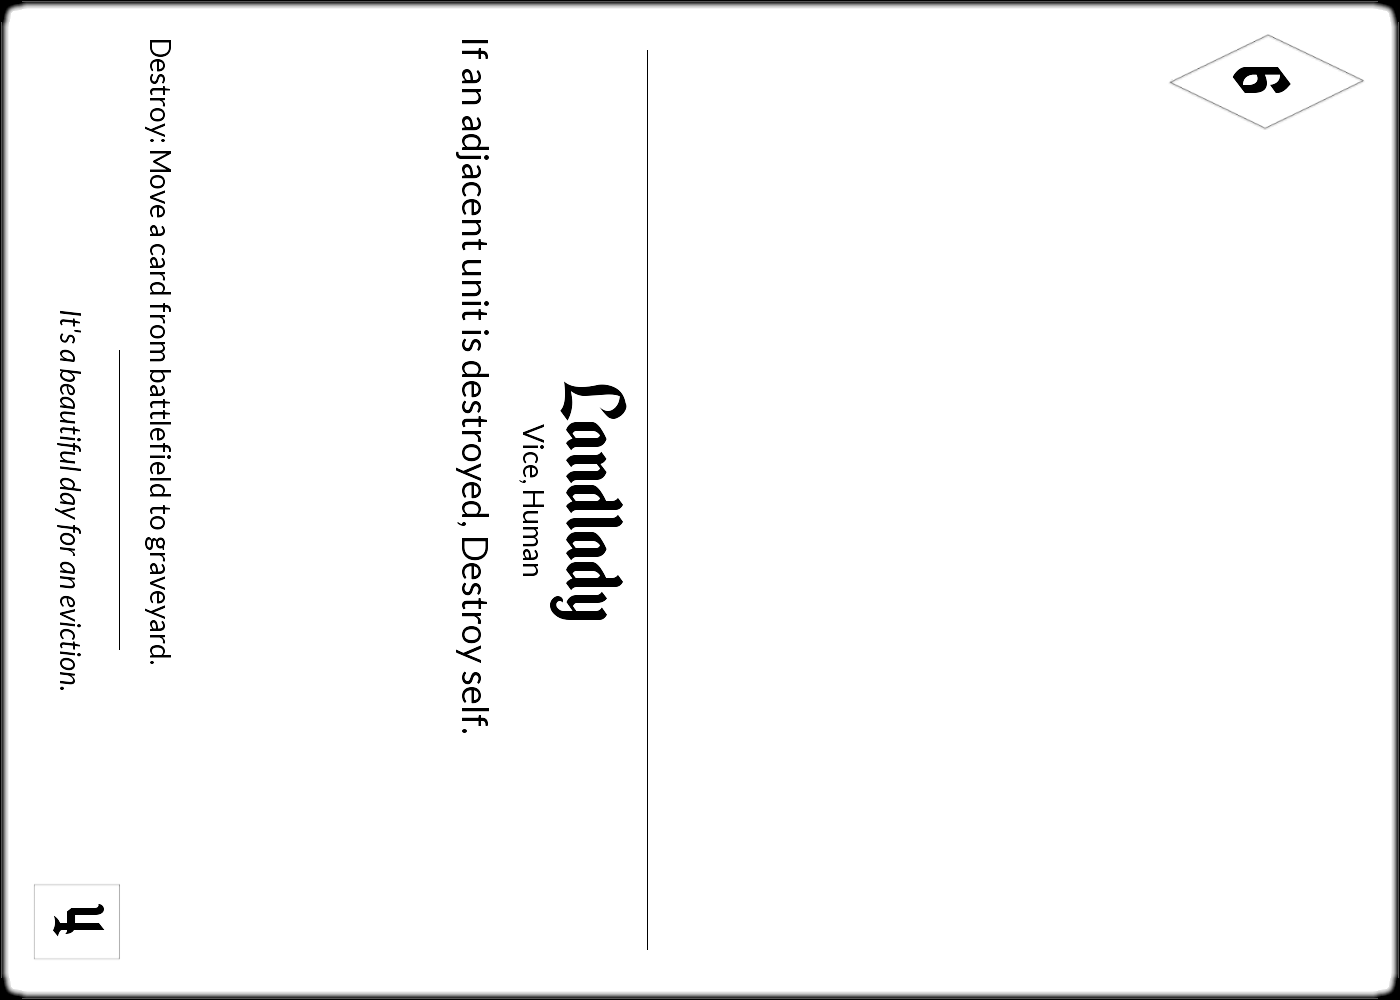 6
Landlady
Vice, Human
If an adjacent unit is destroyed, Destroy self.
Destroy: Move a card from battlefield to graveyard.
It's a beautiful day for an eviction.
4